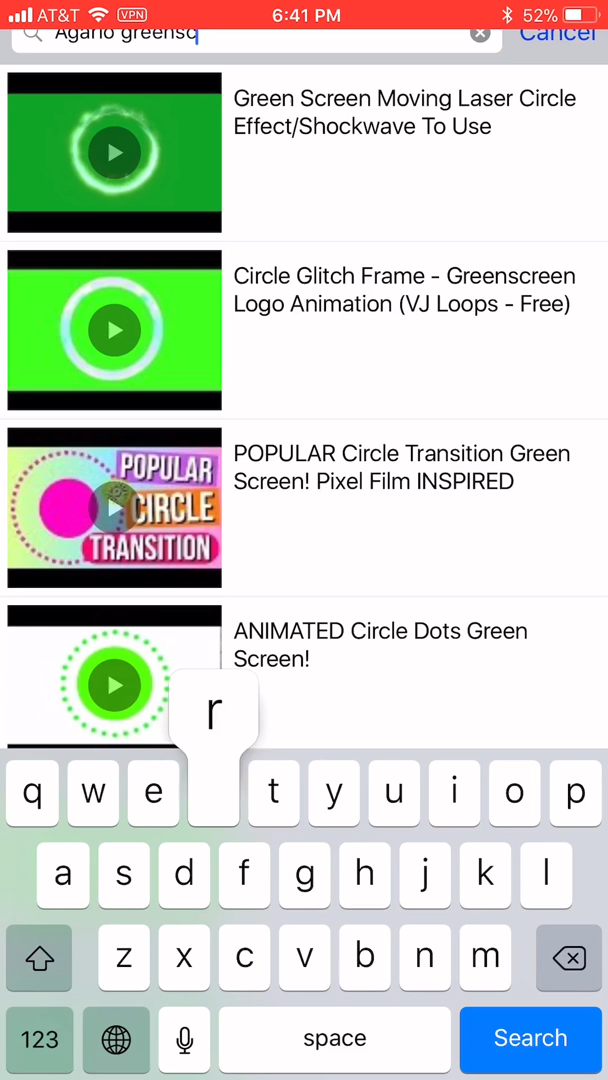 AT&T VPN 6:41 PM 52%
Agario greensc Cancel
Green Screen Moving Laser Circle
Effect/Shockwave To Use
Circle Glitch Frame - Greenscreen
Logo Animation (VJ Loops - Free)
POPULAR
CIRCLE
TRANSITION
POPULAR Circle Transition Green
Screen! Pixel Film INSPIRED
ANIMATED Circle Dots Green
Screen!
r
q w e t y u i o p
a s d f g h j k l
z x c v b n m
123 space Search